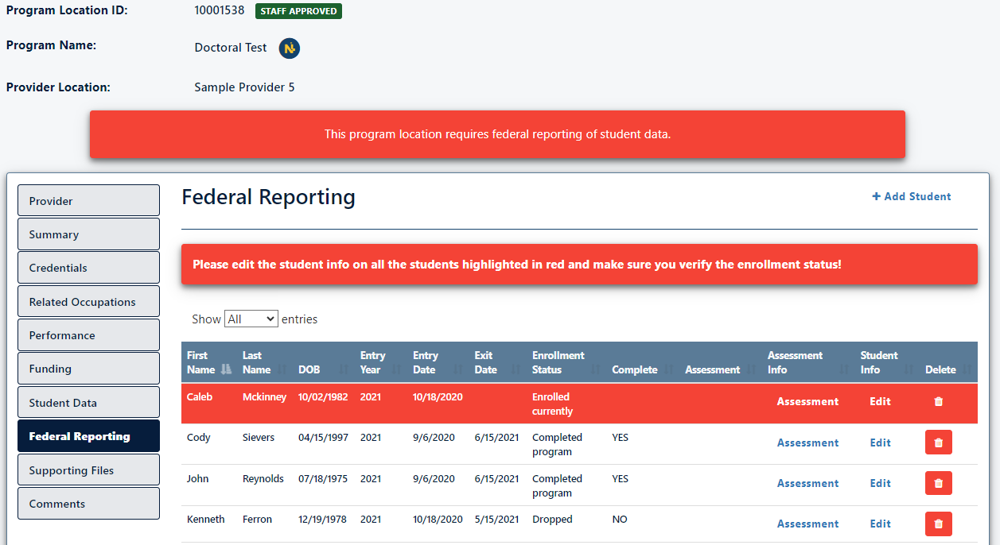 Program Location ID: 10001538 STAFF APPROVED
Program Name: Doctoral Test N
Provider Location: Sample Provider 5
This program location requires federal reporting of student data.
Provider
Summary
Credentials
Related Occupations
Performance
Funding
Student Data
Federal Reporting
Supporting Files
Comments
Federal Reporting + Add Student
Please edit the student info on all the students highlighted in red and make sure you verify the enrollment status!
Show All entries
First Name Last Name DOB Entry Year Entry Date Exit Date Enrollment Status Complete Assessment Assessment Info Student Info Delete
Caleb Mckinney 10/02/1982 2021 10/18/2020 Enrolled currently Assessment Edit
Cody Sievers 04/15/1997 2021 9/6/2020 6/15/2021 Completed program YES Assessment Edit
John Reynolds 07/18/1975 2021 9/6/2020 6/15/2021 Completed program YES Assessment Edit
Kenneth Ferron 12/19/1978 2021 10/18/2020 5/15/2021 Dropped NO Assessment Edit